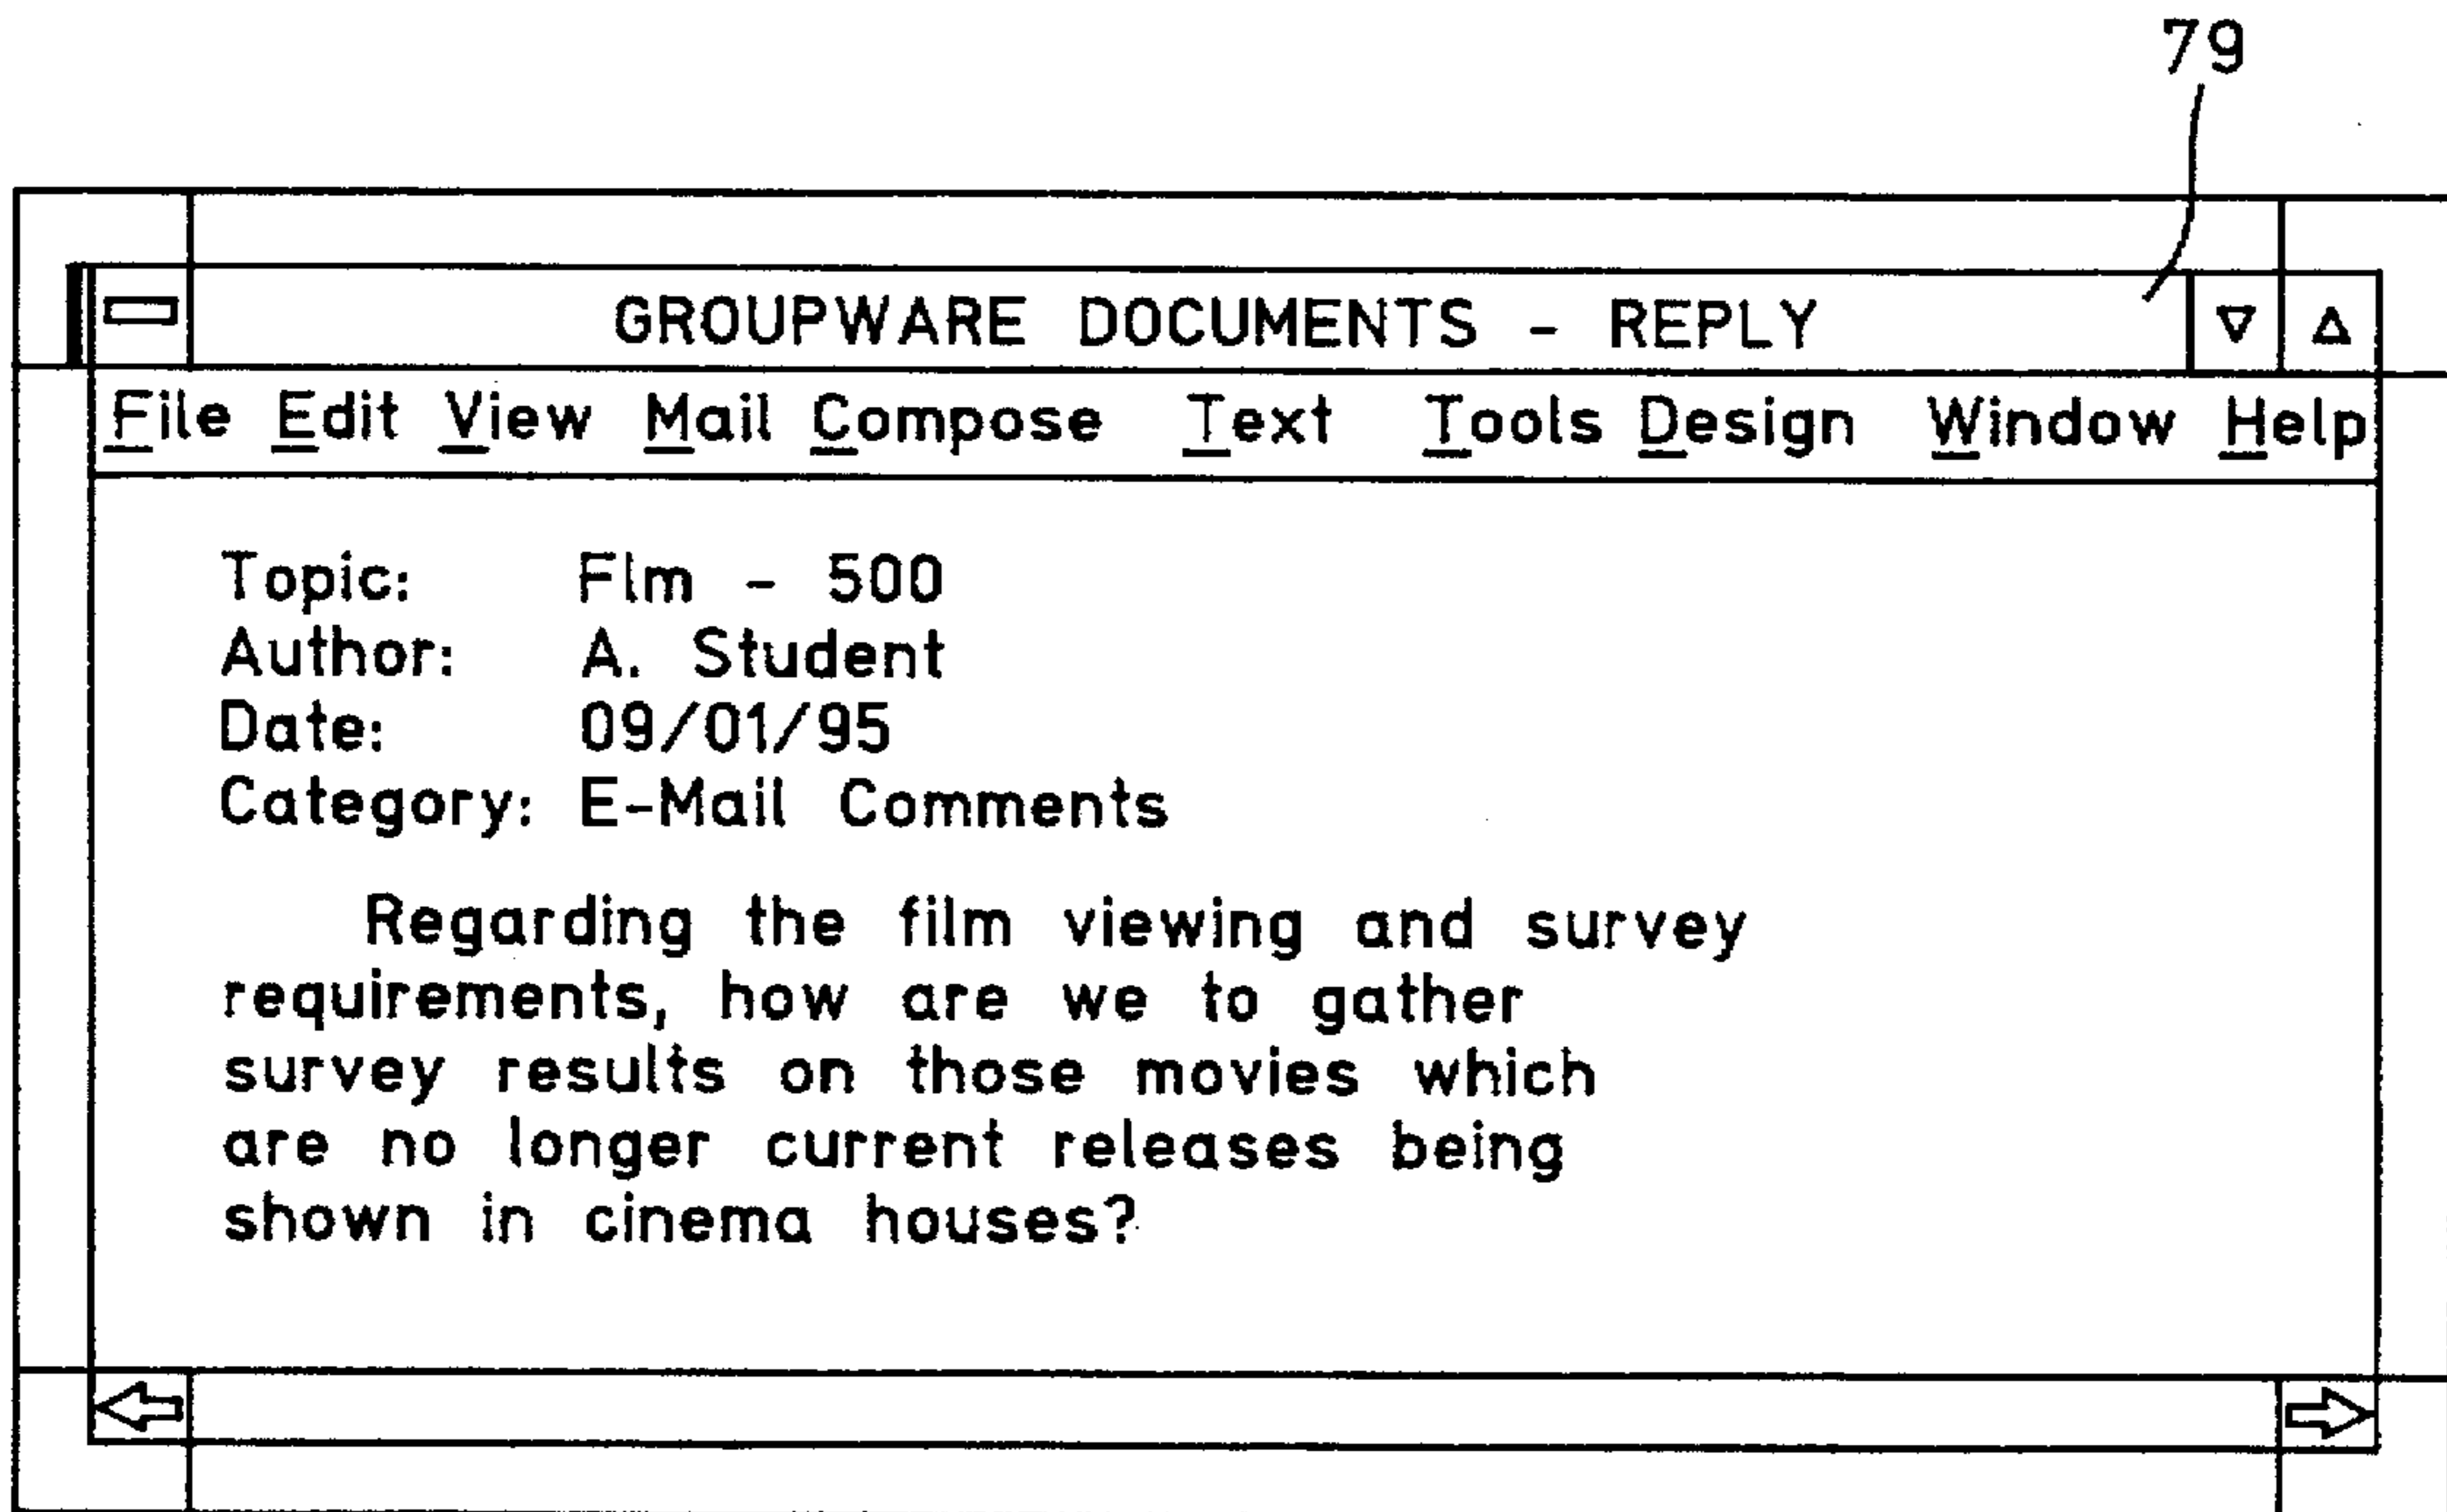 79
GROUPWARE DOCUMENTS - REPLY
File Edit View Mail Compose Text Tools Design Window Help
Topic: Flm - 500
Author: A. Student
Date: 09/01/95
Category: E-Mail Comments
Regarding the film viewing and survey
requirements, how are we to gather
survey results on those movies which
are no longer current releases being
shown in cinema houses?